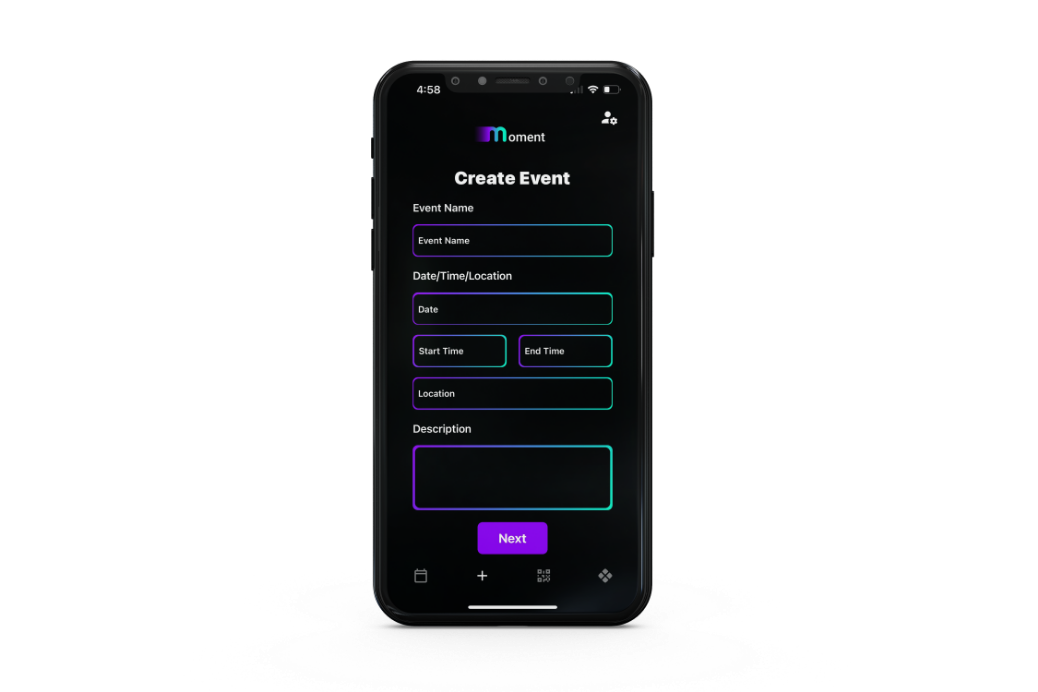 4:58
moment
Create Event
Event Name
Event Name
Date/Time/Location
Date
Start Time
End Time
Location
Description
Next